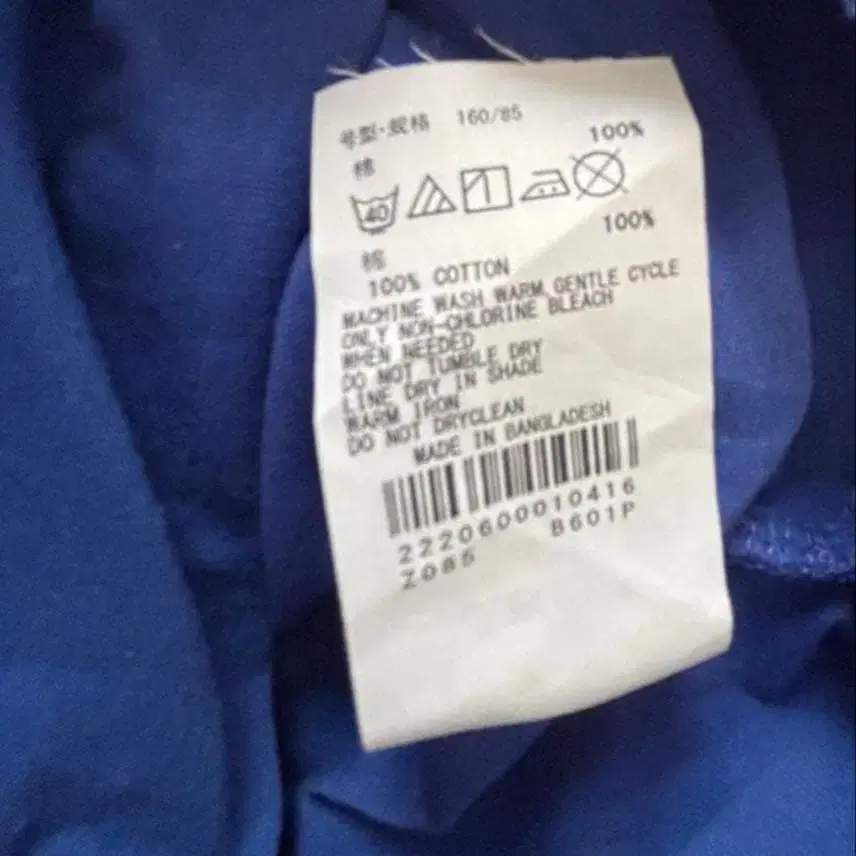 号型·规格 160/85
100%
棉
40
100%
棉
100% COTTON
MACHINE WASH WARM GENTLE CYCLE
ONLY NON-CHLORINE BLEACH
WHEN NEEDED
DO NOT TUMBLE DRY
LINE DRY IN SHADE
WARM IRON
DO NOT DRYCLEAN
MADE IN BANGLADESH
2220600010416
Z085 B601P